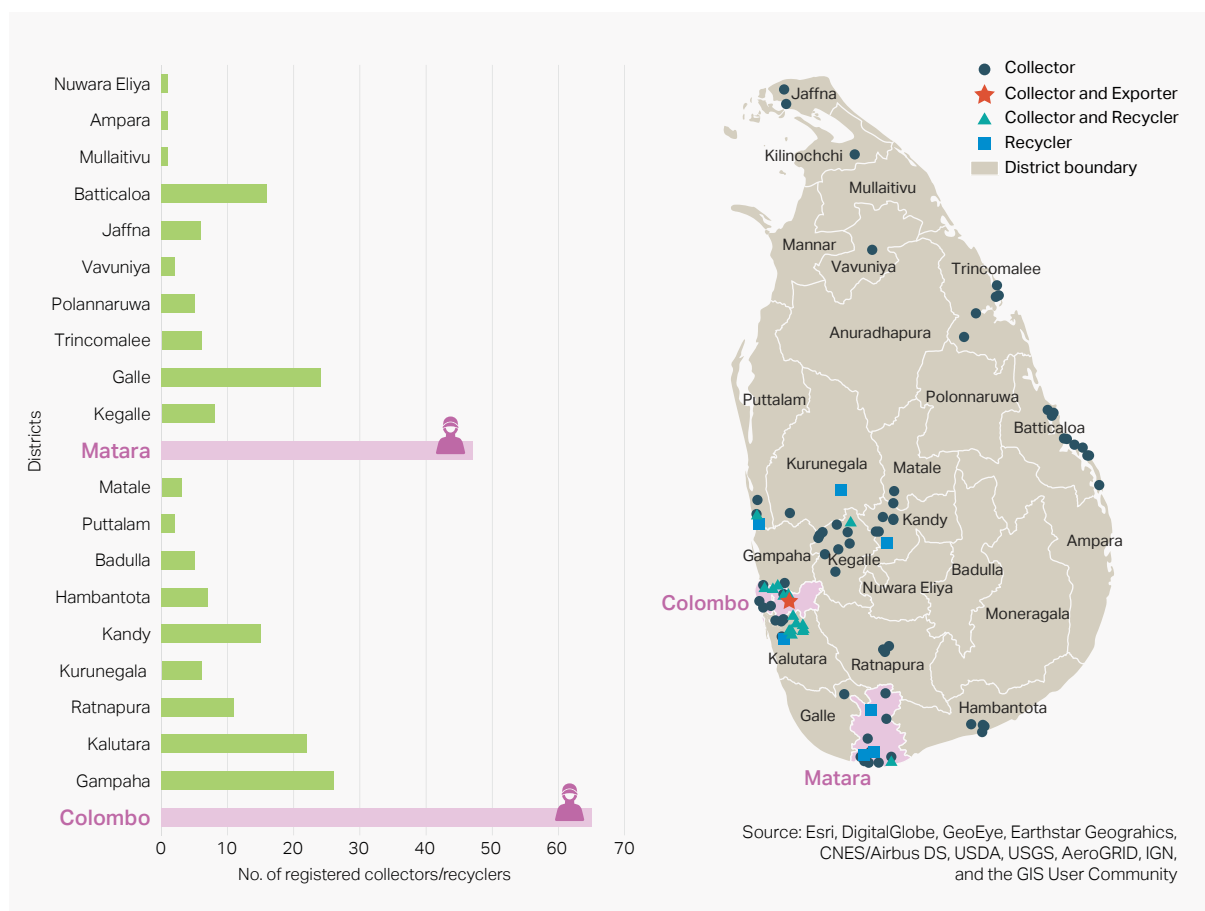 Districts
Nuwara Eliya
Ampara
Mullaitivu
Batticaloa
Jaffna
Vavuniya
Polannaruwa
Trincomalee
Galle
Kegalle
Matara
Matale
Puttalam
Badulla
Hambantota
Kandy
Kurunegala
Ratnapura
Kalutara
Gampaha
Colombo
0 10 20 30 40 50 60 70
No. of registered collectors/recyclers
Collector
Collector and Exporter
Collector and Recycler
Recycler
District boundary
Jaffna
Kilinochchi
Mullaitivu
Mannar
Vavuniya
Trincomalee
Anuradhapura
Puttalam
Polonnaruwa
Batticaloa
Kurunegala
Matale
Kandy
Ampara
Gampaha
Kegalle
Badulla
Nuwara Eliya
Colombo
Moneragala
Kalutara
Ratnapura
Galle
Hambantota
Matara
Source: Esri, DigitalGlobe, GeoEye, Earthstar Geograhics,
CNES/Airbus DS, USDA, USGS, AeroGRID, IGN,
and the GIS User Community